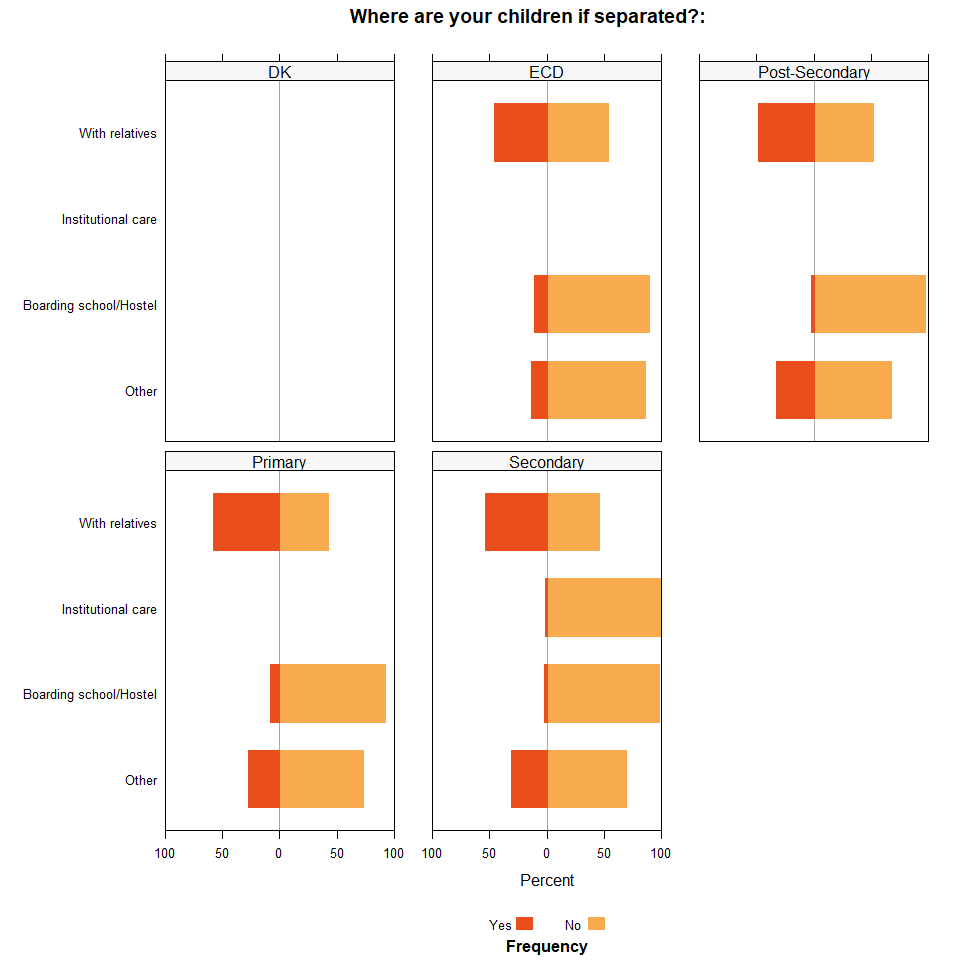 Where are your children if separated?:
DK
ECD
Post-Secondary
With relatives
Institutional care
Boarding school/Hostel
Other
Primary
Secondary
With relatives
Institutional care
Boarding school/Hostel
Other
100 50 0 50 100
100 50 0 50 100
Percent
Yes No
Frequency